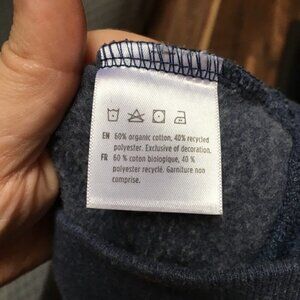 EN 60% organic cotton, 40% recycled
polyester. Exclusive of decoration.
FR 60 % coton biologique, 40 %
polyester recyclé. Garniture non
comprise.